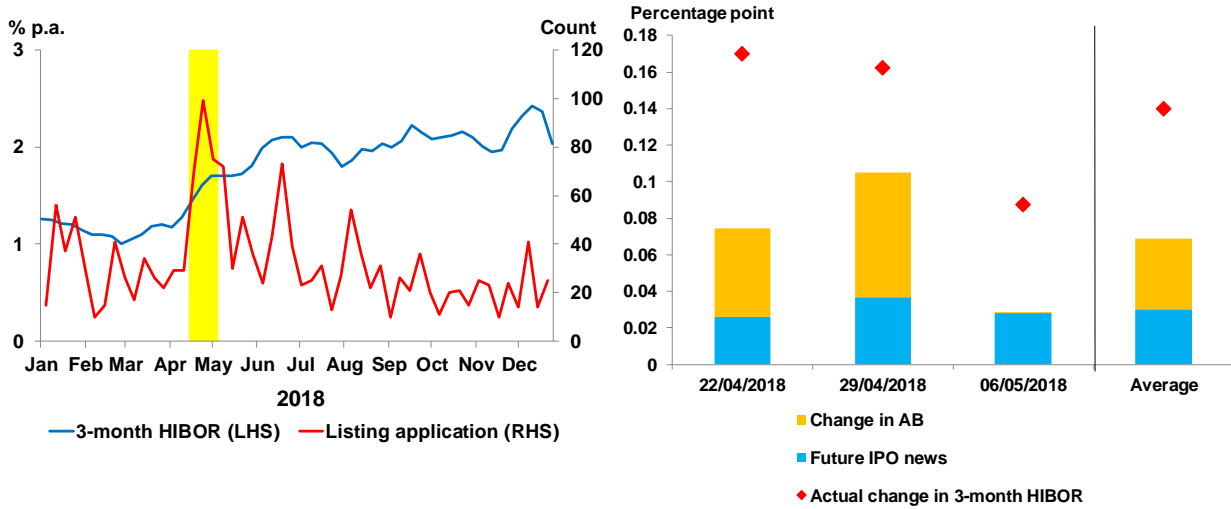 % p.a.
Count
3
2
1
0
120
100
80
60
40
20
0
Jan Feb Mar Apr May Jun Jul Aug Sep Oct Nov Dec
2018
3-month HIBOR (LHS)
Listing application (RHS)
Percentage point
0.18
0.16
0.14
0.12
0.1
0.08
0.06
0.04
0.02
0
22/04/2018 29/04/2018 06/05/2018 Average
Change in AB
Future IPO news
Actual change in 3-month HIBOR